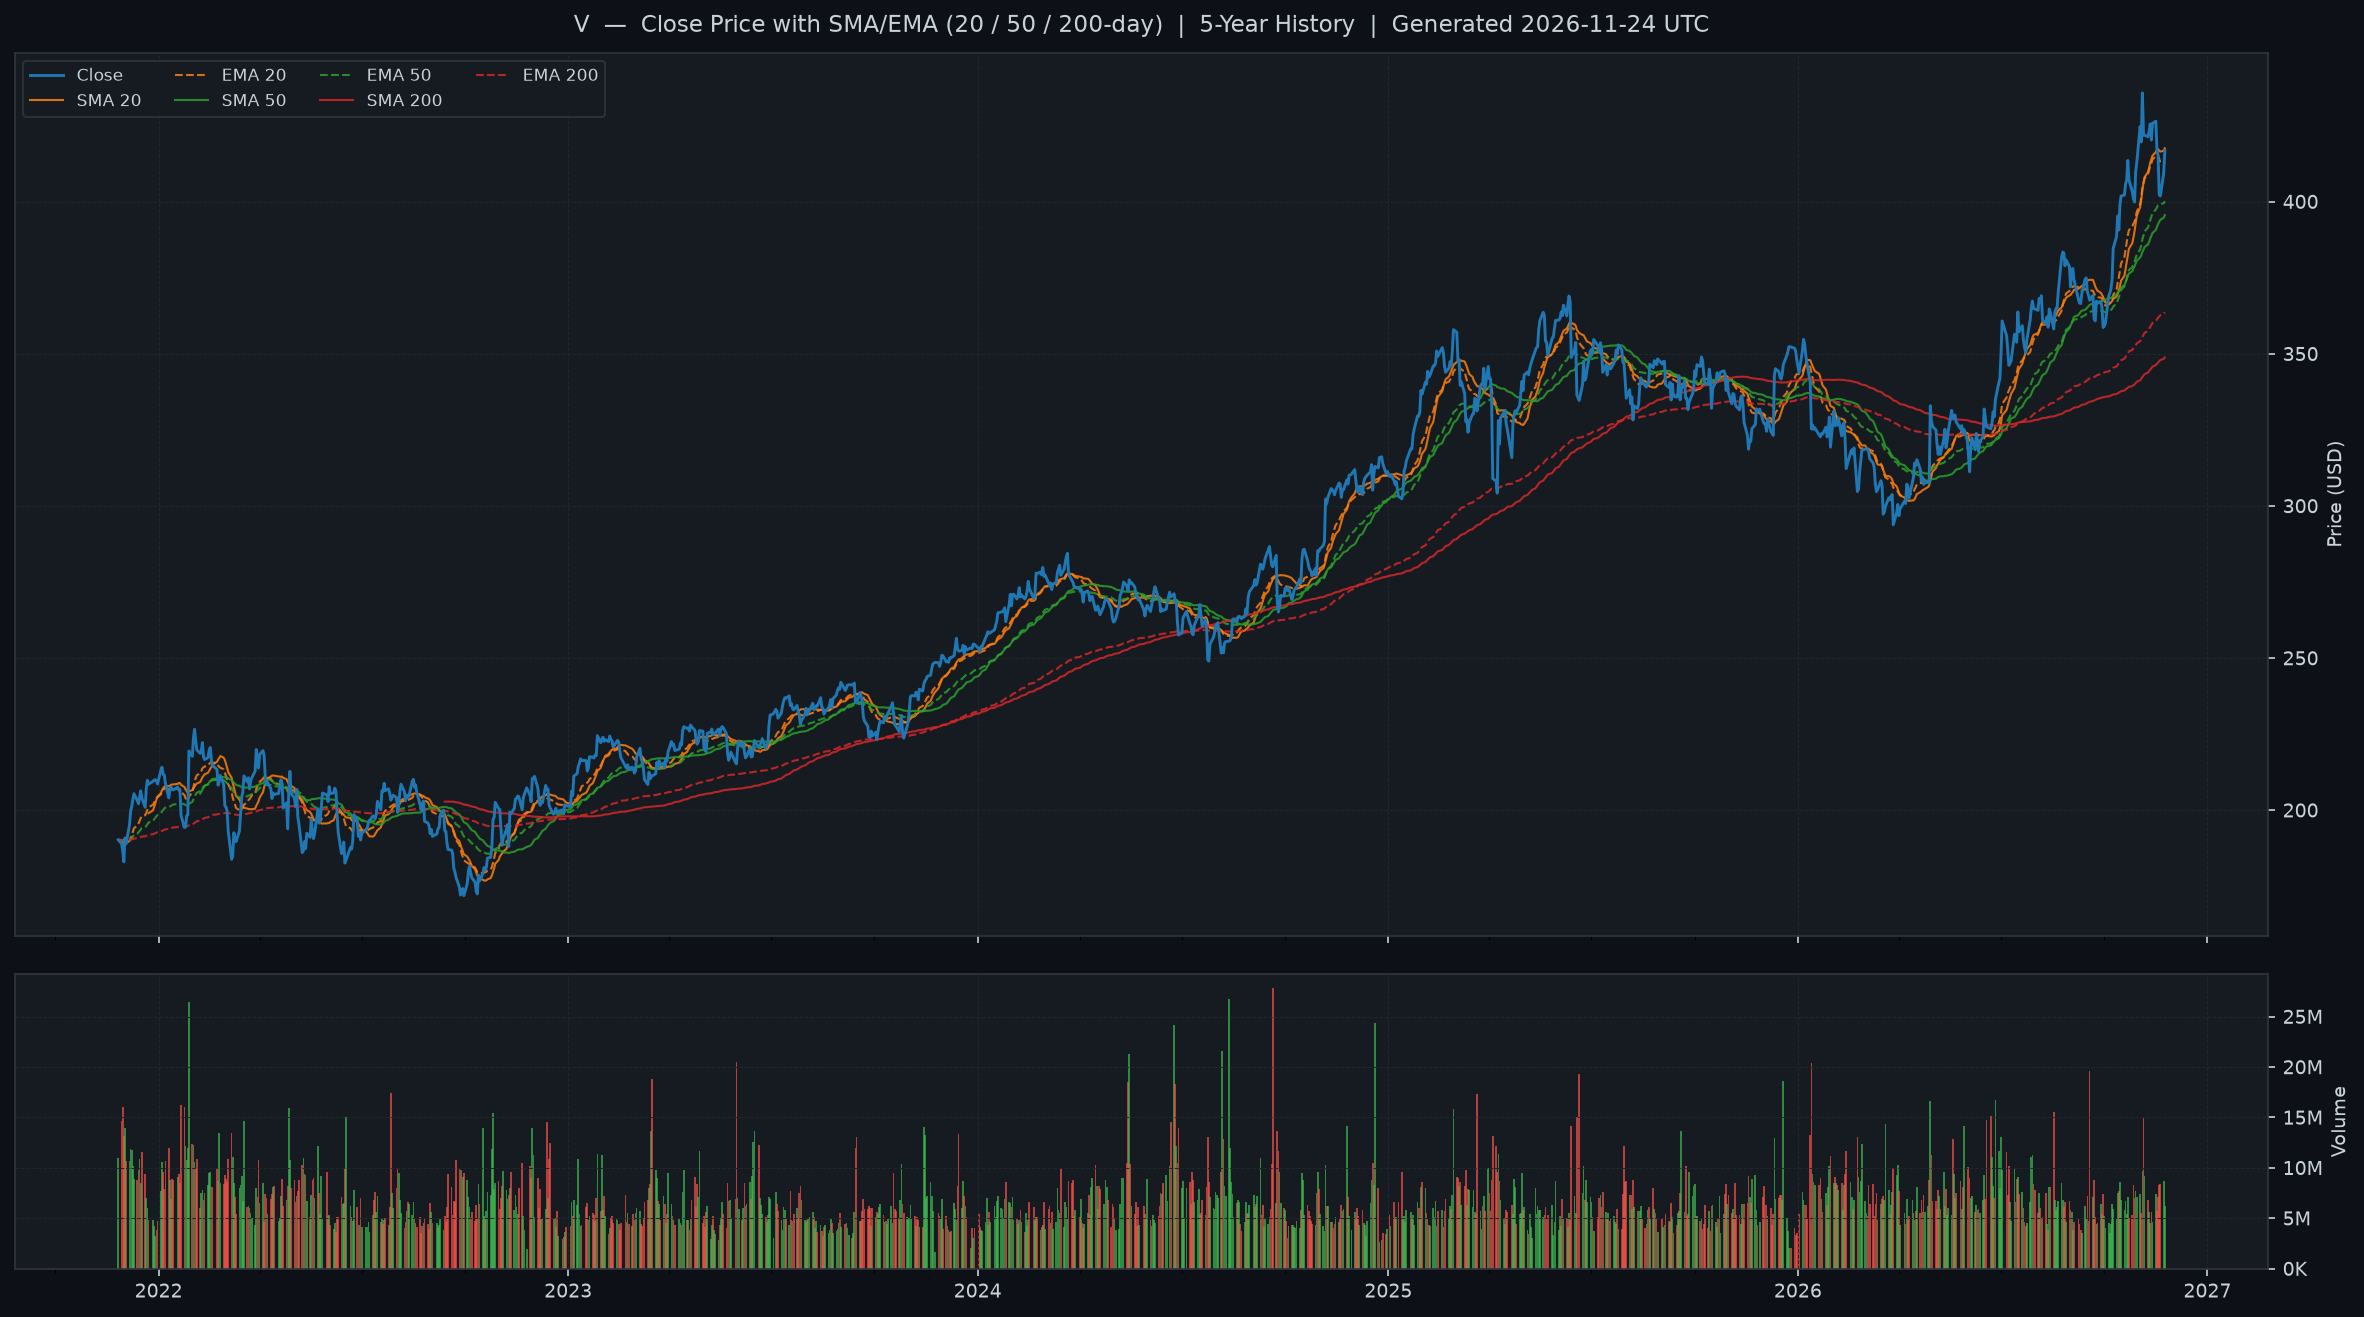 V — Close Price with SMA/EMA (20 / 50 / 200-day) | 5-Year History | Generated 2026-11-24 UTC
Close
EMA 20
EMA 50
EMA 200
SMA 20
SMA 50
SMA 200
400
350
300
250
200
Price (USD)
25M
20M
15M
10M
5M
0K
Volume
2022
2023
2024
2025
2026
2027